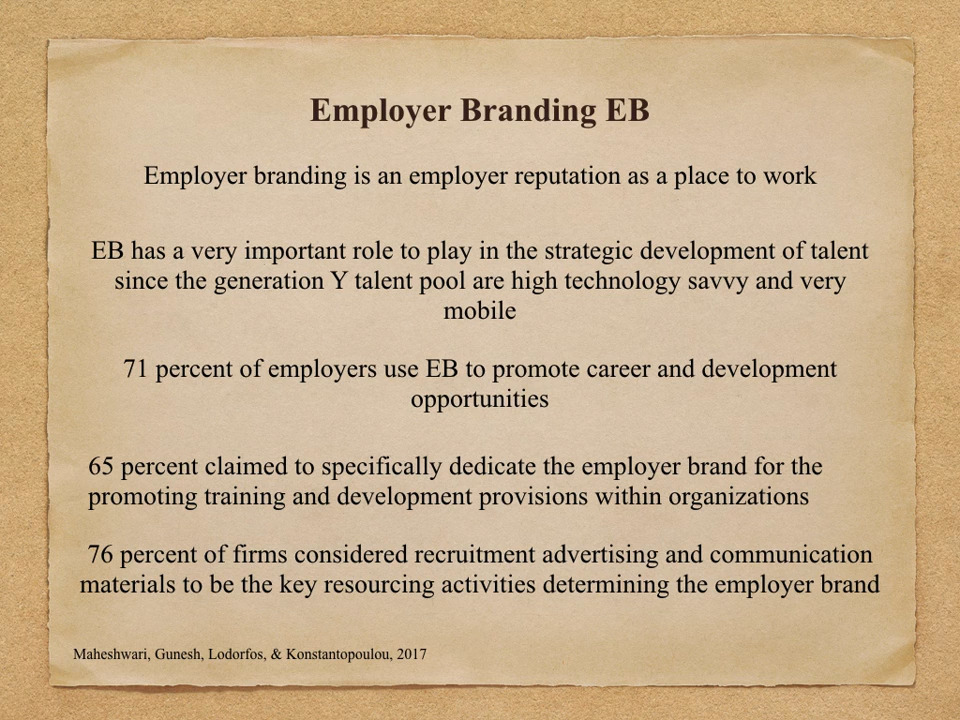 Employer Branding EB
Employer branding is an employer reputation as a place to work
EB has a very important role to play in the strategic development of talent
since the generation Y talent pool are high technology savvy and very
mobile
71 percent of employers use EB to promote career and development
opportunities
65 percent claimed to specifically dedicate the employer brand for the
promoting training and development provisions within organizations
76 percent of firms considered recruitment advertising and communication
materials to be the key resourcing activities determining the employer brand
Maheshwari, Gunesh, Lodorfos, & Konstantopoulou, 2017